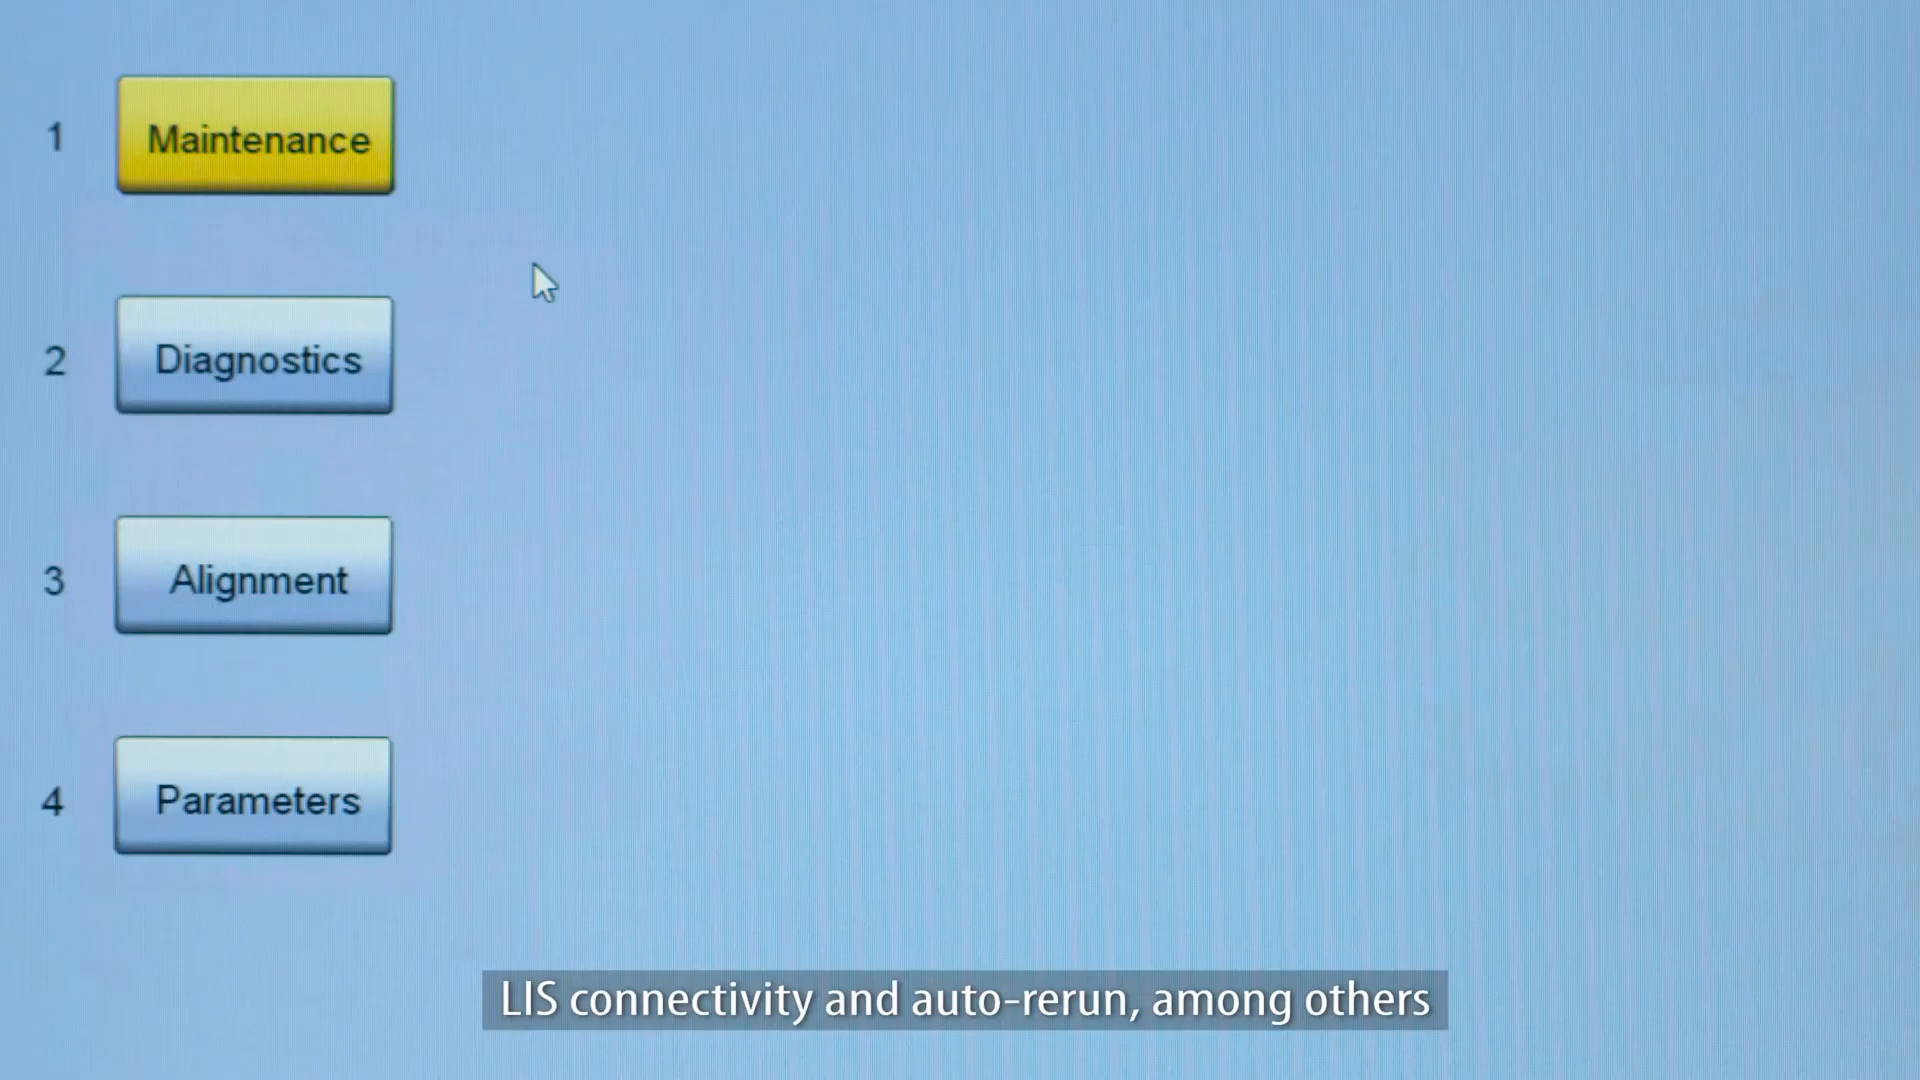 1 Maintenance
2 Diagnostics
3 Alignment
4 Parameters
LIS connectivity and auto-rerun, among others